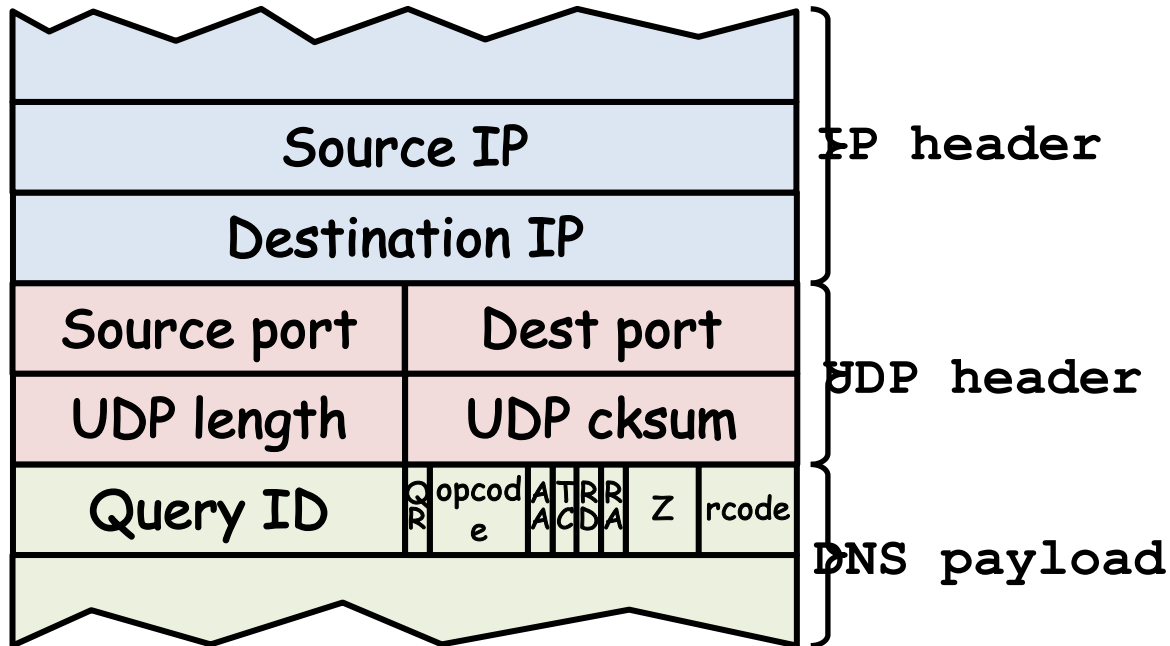 Source IP
IP header
Destination IP
Source port
Dest port
UDP header
UDP length
UDP cksum
Query ID
Q
R
opcod
e
A
A
T
C
R
D
R
A
Z
rcode
DNS payload